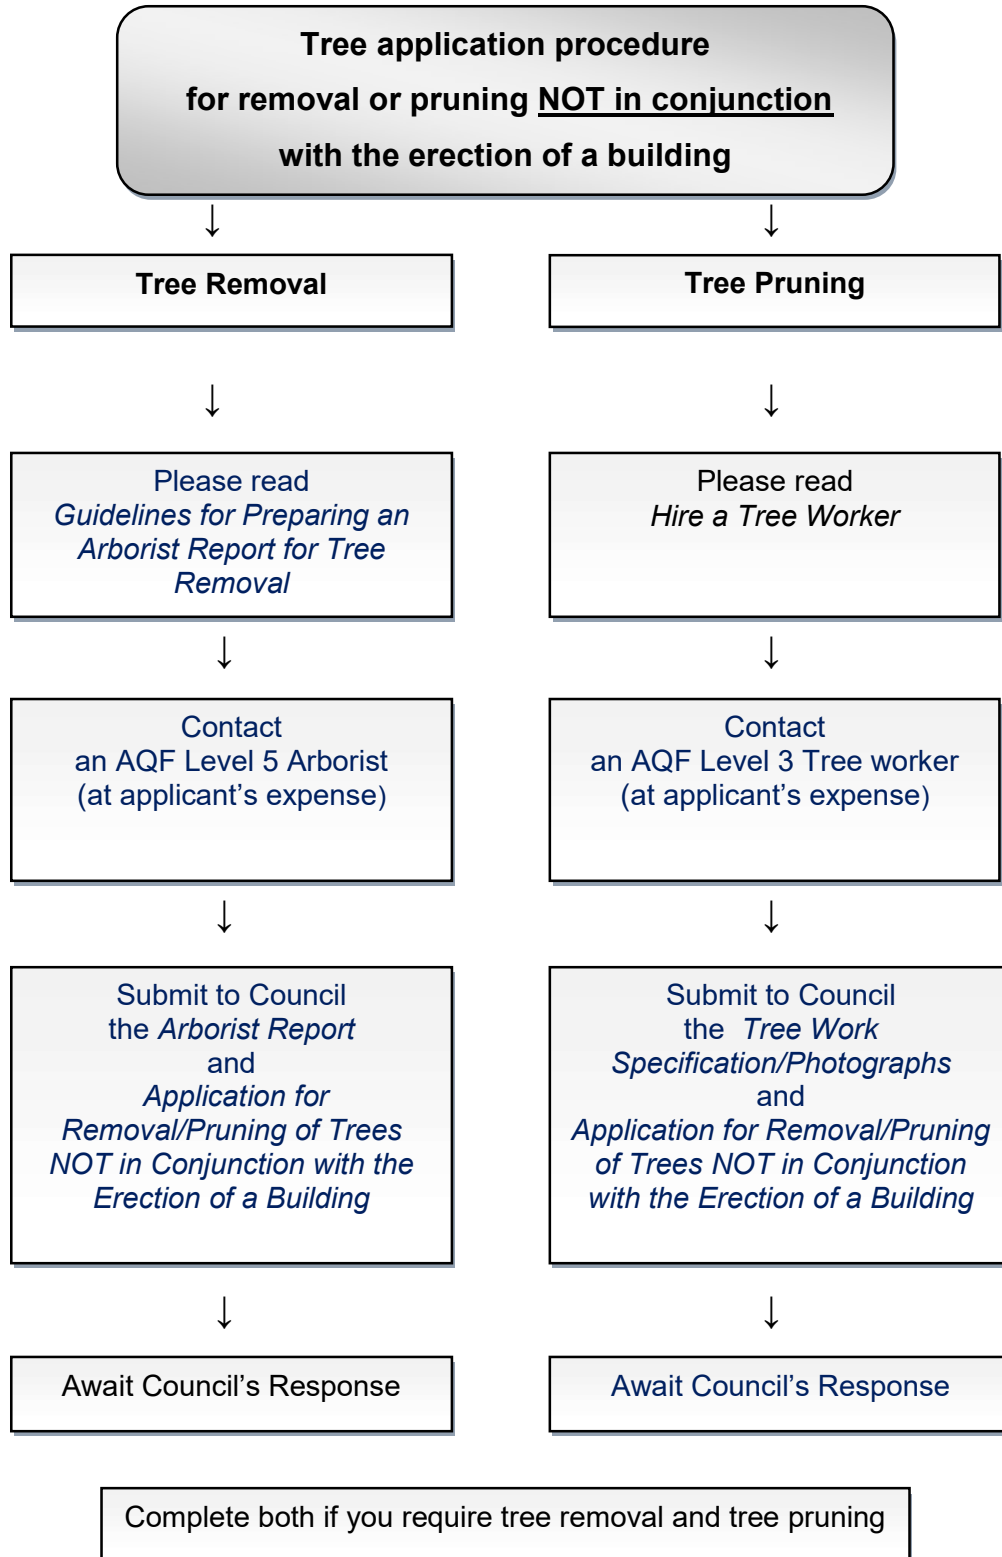 Tree application procedure
for removal or pruning NOT in conjunction
with the erection of a building
↓
↓
Tree Removal
Tree Pruning
↓
↓
Please read
Guidelines for Preparing an
Arborist Report for Tree
Removal
Please read
Hire a Tree Worker
↓
↓
Contact
an AQF Level 5 Arborist
(at applicant’s expense)
Contact
an AQF Level 3 Tree worker
(at applicant’s expense)
↓
↓
Submit to Council
the Arborist Report
and
Application for
Removal/Pruning of Trees
NOT in Conjunction with the
Erection of a Building
Submit to Council
the Tree Work
Specification/Photographs
and
Application for Removal/Pruning
of Trees NOT in Conjunction
with the Erection of a Building
↓
↓
Await Council’s Response
Await Council’s Response
Complete both if you require tree removal and tree pruning